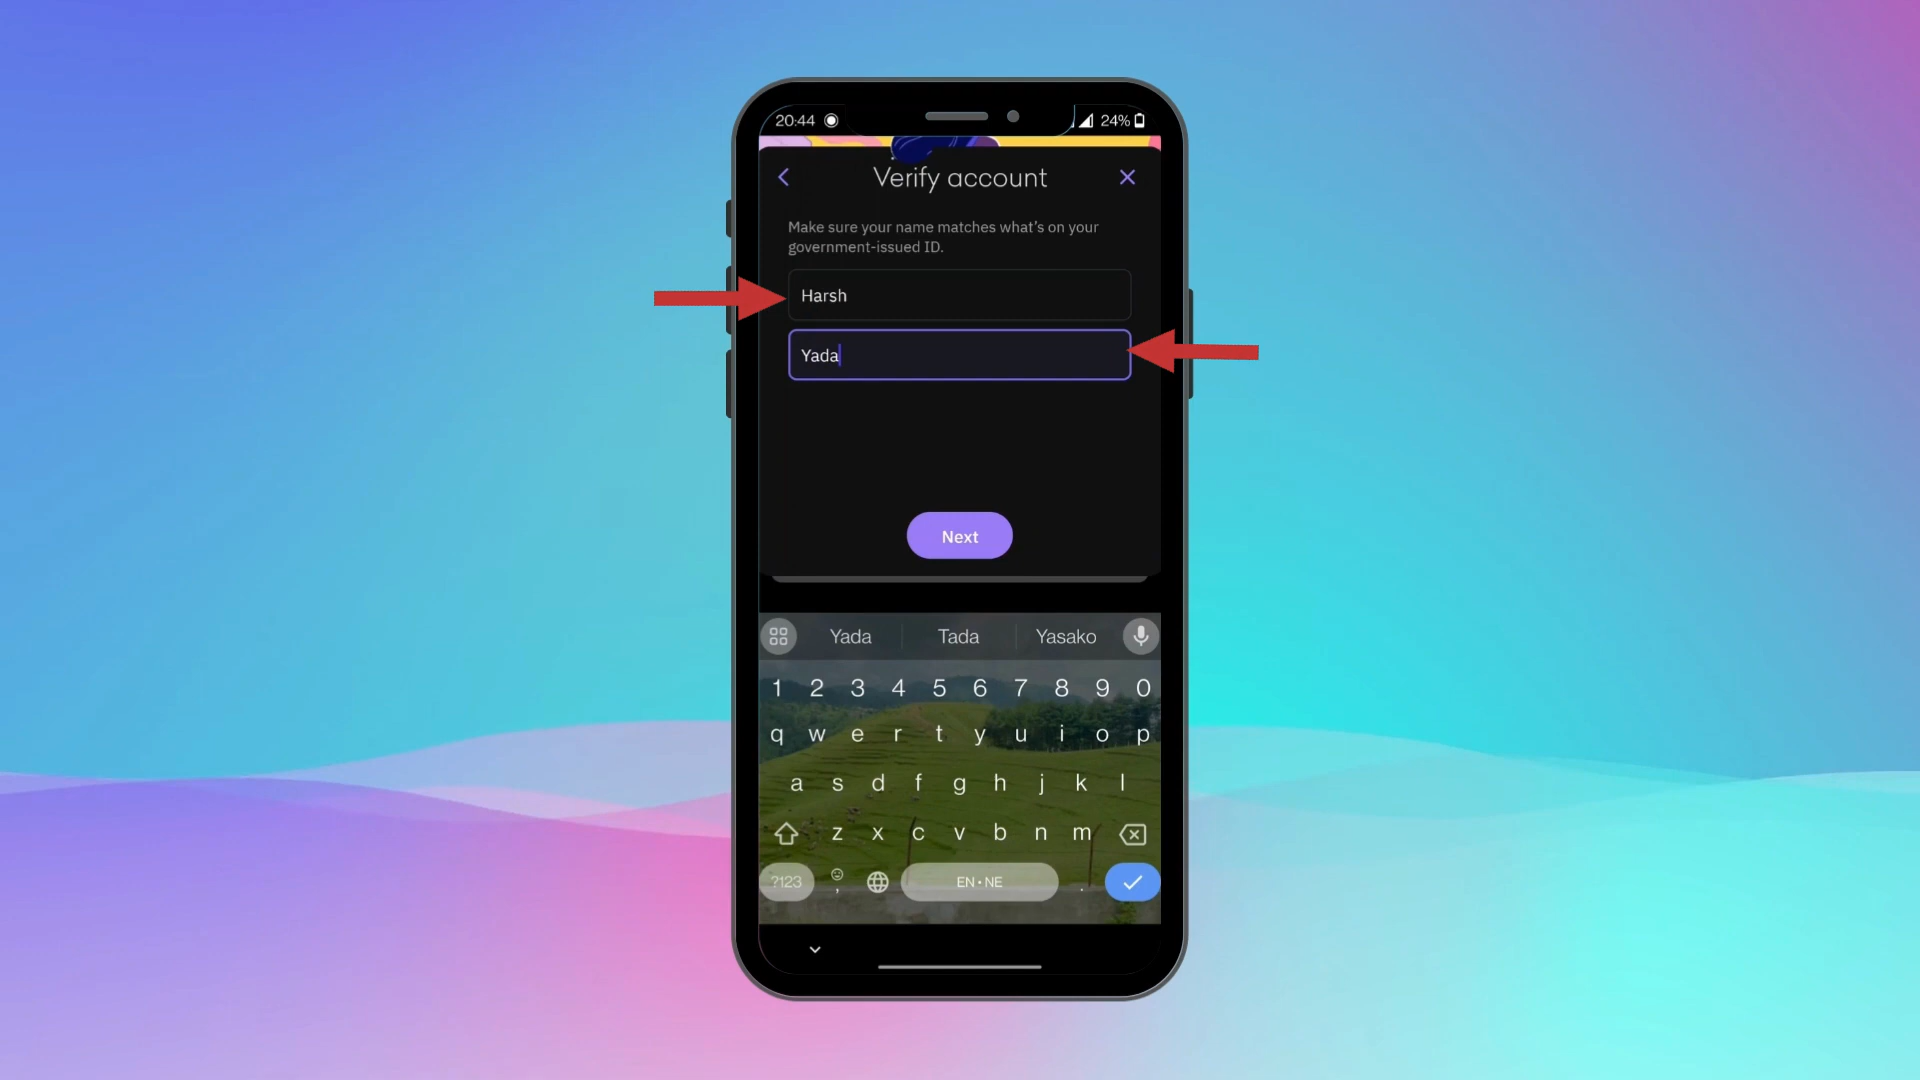 20:44 24%
Verify account
Make sure your name matches what's on your
government-issued ID.
Harsh
Yada
Next
Yada Tada Yasako
1 2 3 4 5 6 7 8 9 0
q w e r t y u i o p
a s d f g h j k l
z x c v b n m
?123 , EN • NE .